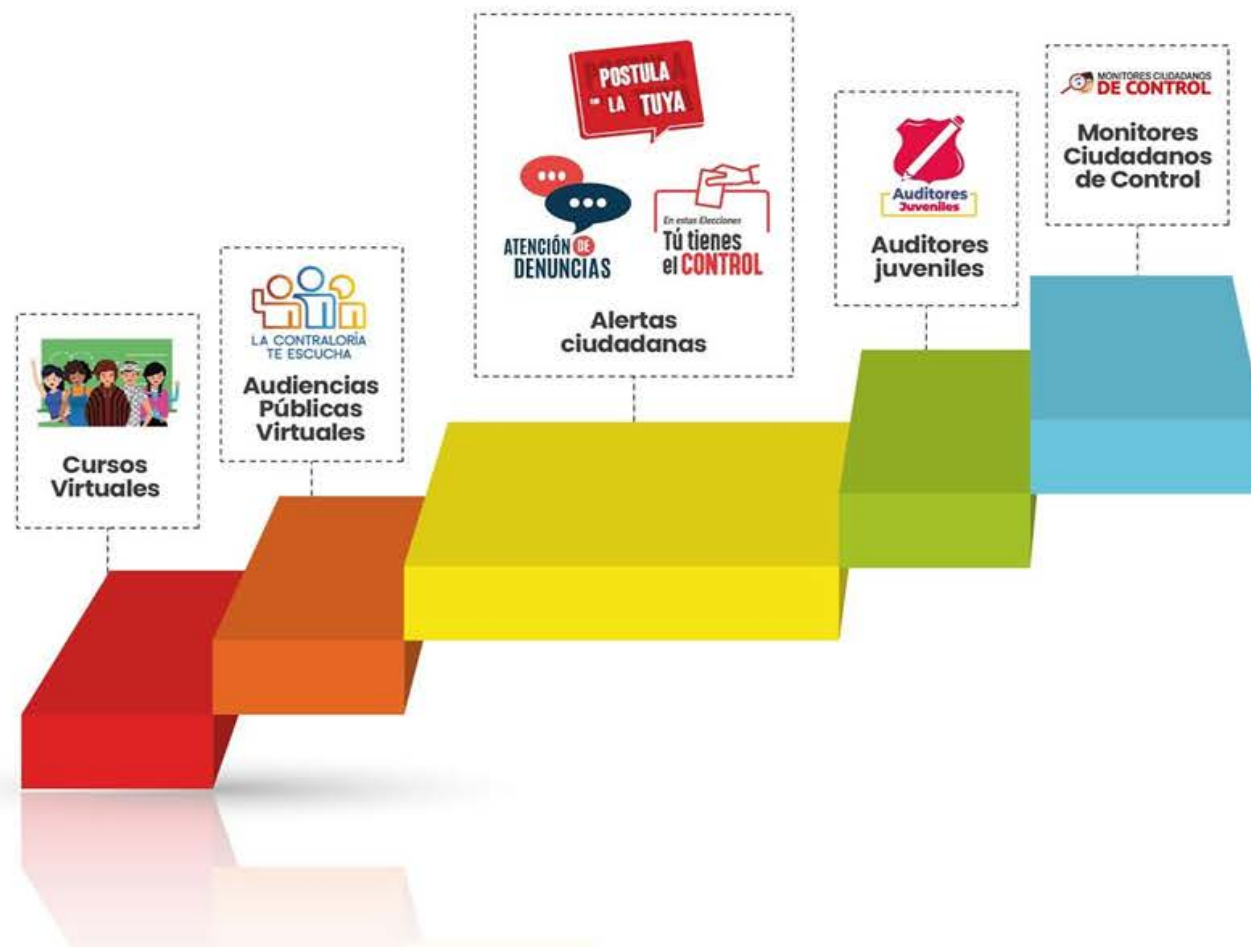 Cursos
Virtuales
LA CONTRALORÍA
TE ESCUCHA
Audiencias
Públicas
Virtuales
POSTULA
LA TUYA
ATENCIÓN DE
DENUNCIAS
En estas Elecciones
Tú tienes
el CONTROL
Alertas
ciudadanas
Auditores
Juveniles
Auditores
juveniles
MONITORES CIUDADANOS
DE CONTROL
Monitores
Ciudadanos
de Control